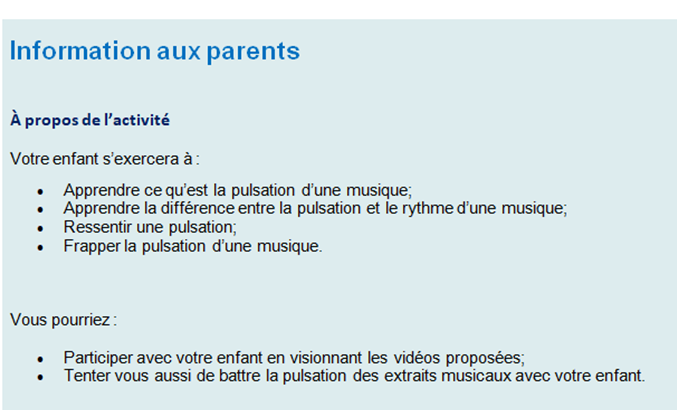 Information aux parents
À propos de l’activité
Votre enfant s’exercera à :
• Apprendre ce qu’est la pulsation d’une musique;
• Apprendre la différence entre la pulsation et le rythme d’une musique;
• Ressentir une pulsation;
• Frapper la pulsation d’une musique.
Vous pourriez :
• Participer avec votre enfant en visionnant les vidéos proposées;
• Tenter vous aussi de battre la pulsation des extraits musicaux avec votre enfant.